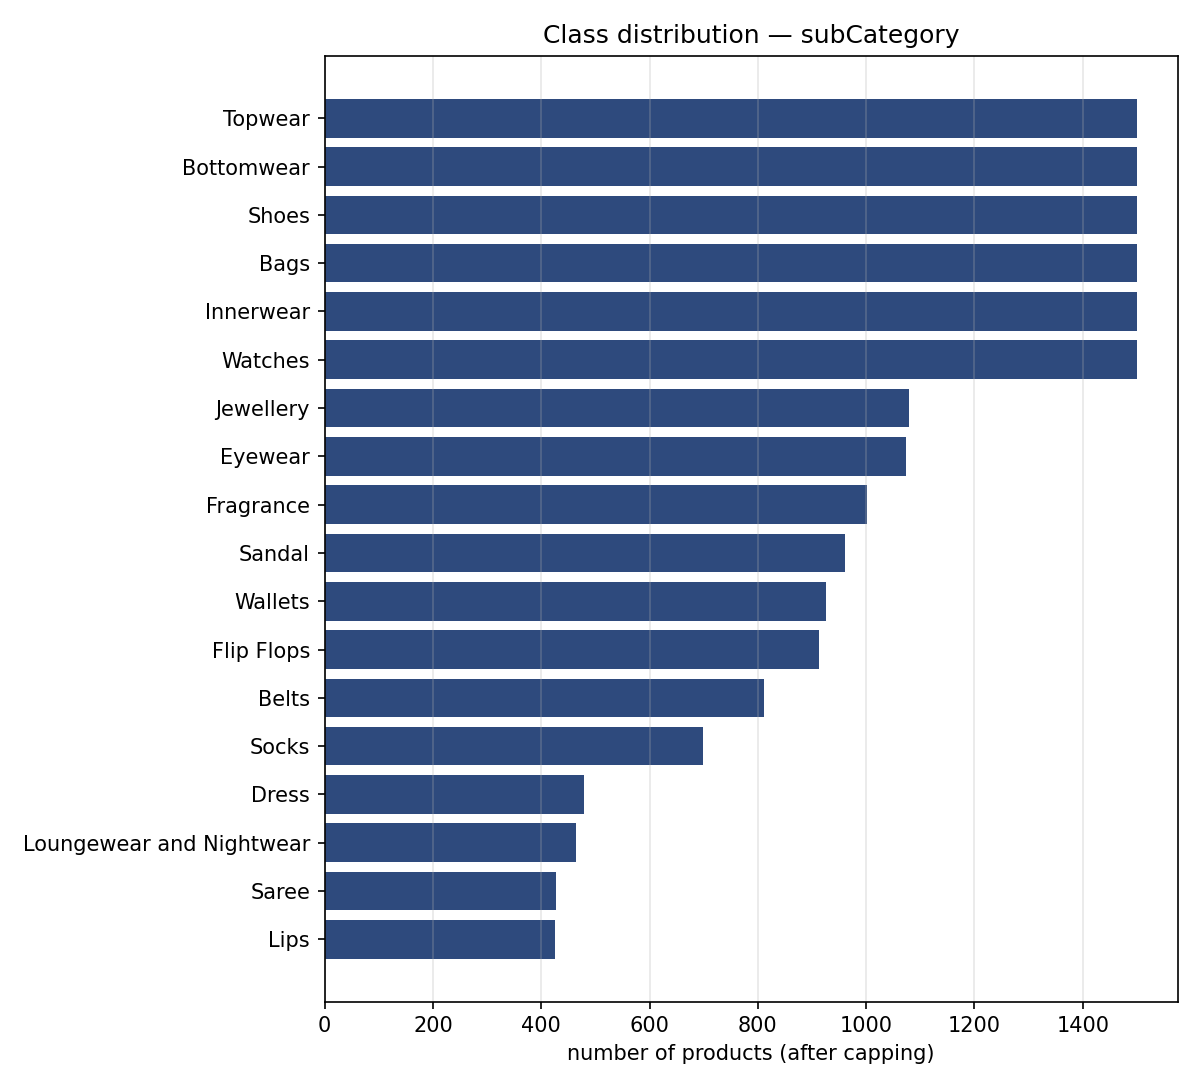 Class distribution — subCategory
Topwear
Bottomwear
Shoes
Bags
Innerwear
Watches
Jewellery
Eyewear
Fragrance
Sandal
Wallets
Flip Flops
Belts
Socks
Dress
Loungewear and Nightwear
Saree
Lips
0 200 400 600 800 1000 1200 1400
number of products (after capping)